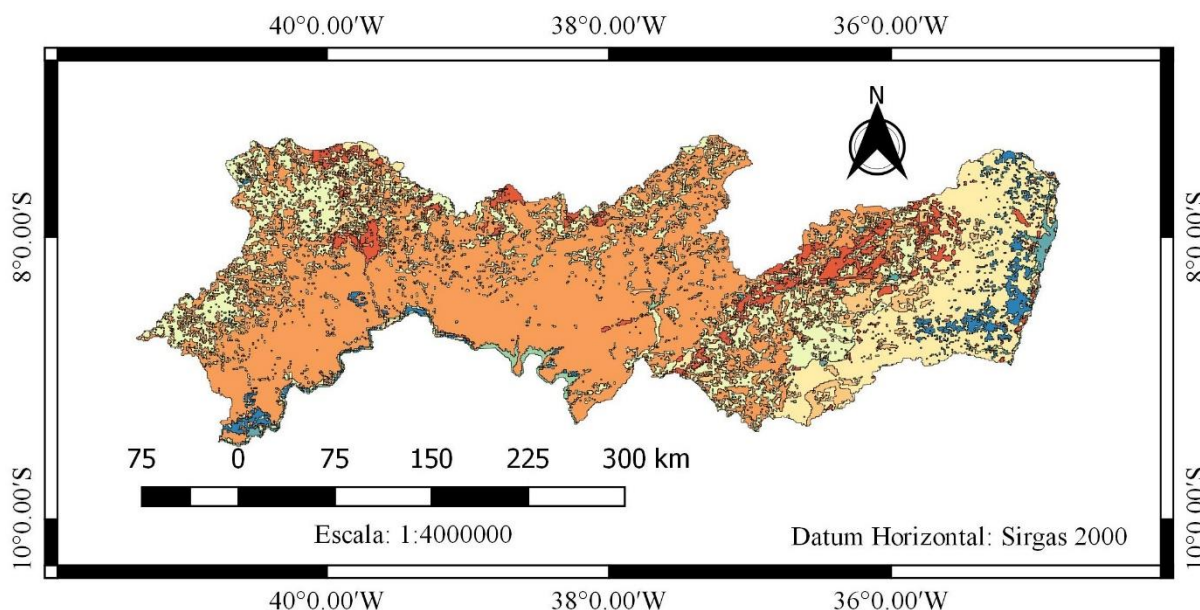 40°0.00′W 38°0.00′W 36°0.00′W
N
8°0.00′S 8°0.00′S
75 0 75 150 225 300 km
Escala: 1:4000000 Datum Horizontal: Sirgas 2000
10°0.00′S 10°0.00′S
40°0.00′W 38°0.00′W 36°0.00′W